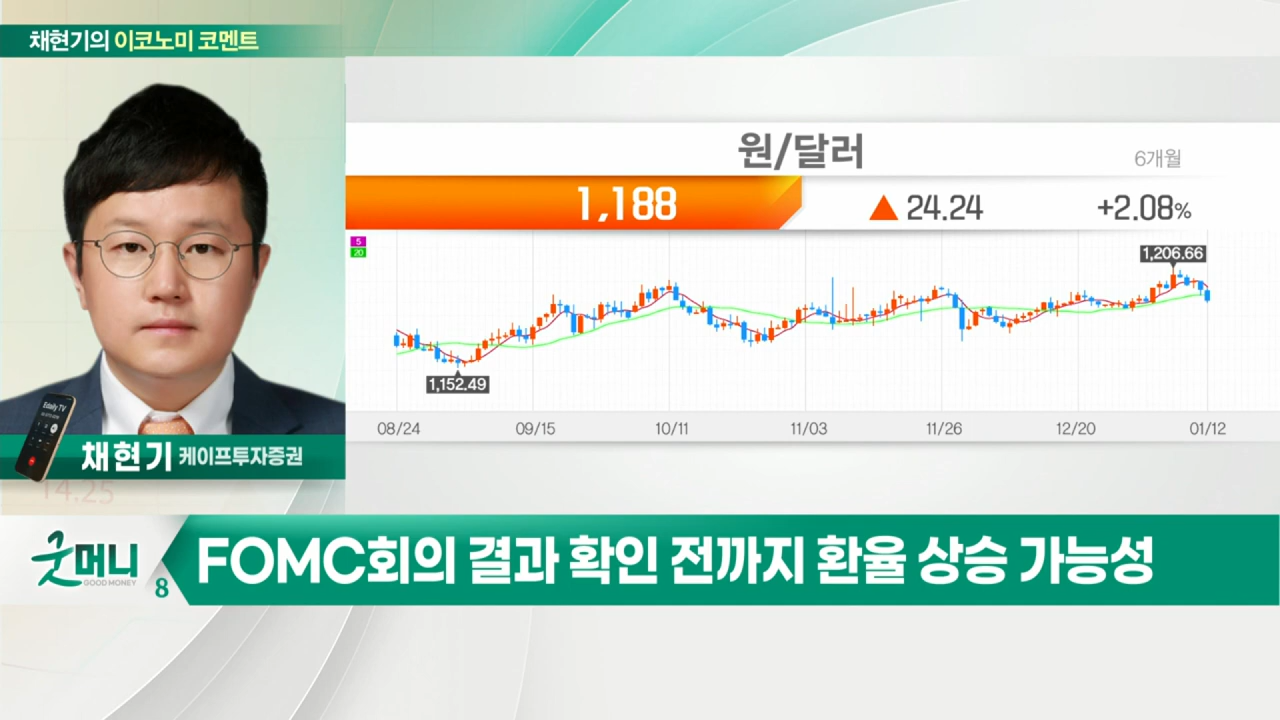 채현기의 이코노미 코멘트
원/달러
6개월
1,188 ▲ 24.24 +2.08%
5
20
1,206.66
1,152.49
08/24 09/15 10/11 11/03 11/26 12/20 01/12
Edaily TV
채현기 케이프투자증권
14.25
굿머니
GOOD MONEY
8
FOMC회의 결과 확인 전까지 환율 상승 가능성